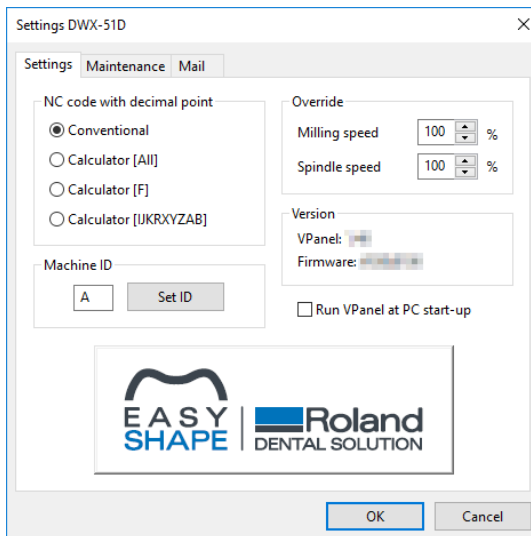 Settings DWX-51D
Settings Maintenance Mail
NC code with decimal point
Conventional
Calculator [All]
Calculator [F]
Calculator [IJKRXYZAB]
Machine ID
A Set ID
Override
Milling speed 100 %
Spindle speed 100 %
Version
VPanel:
Firmware:
Run VPanel at PC start-up
EASY
SHAPE
Roland
DENTAL SOLUTION
OK Cancel